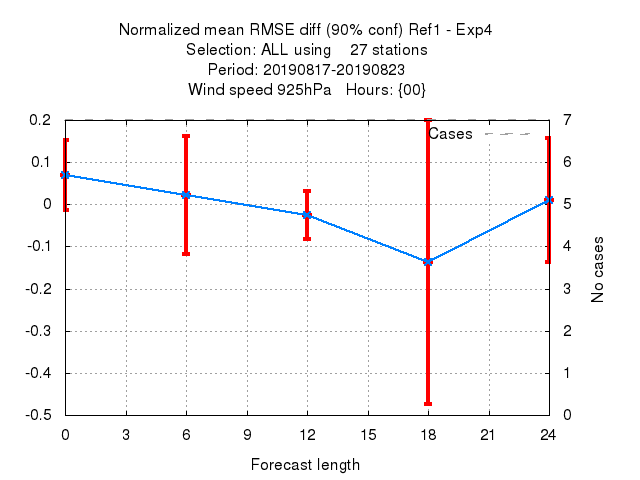 Normalized mean RMSE diff (90% conf) Ref1 - Exp4
Selection: ALL using 27 stations
Period: 20190817-20190823
Wind speed 925hPa Hours: {00}
Cases
0.2
0.1
0
-0.1
-0.2
-0.3
-0.4
-0.5
7
6
5
4
3
2
1
0
No cases
0 3 6 9 12 15 18 21 24
Forecast length